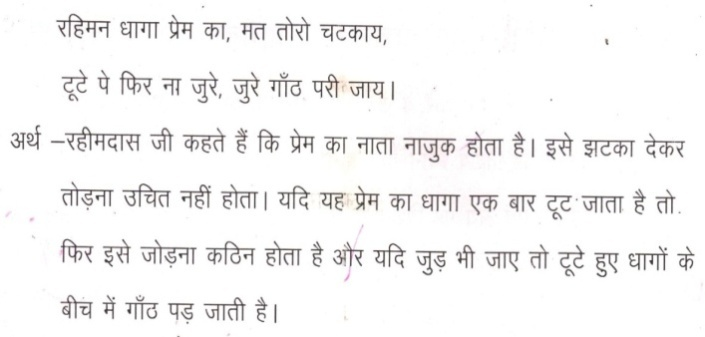 रहिमन धागा प्रेम का, मत तोरो चटकाय,
टूटे पे फिर ना जुरे, जुरे गाँठ परी जाय।
अर्थ –रहीमदास जी कहते हैं कि प्रेम का नाता नाजुक होता है। इसे झटका देकर
तोड़ना उचित नहीं होता। यदि यह प्रेम का धागा एक बार टूट जाता है तो
फिर इसे जोड़ना कठिन होता है और यदि जुड़ भी जाए तो टूटे हुए धागों के
बीच में गाँठ पड़ जाती है।